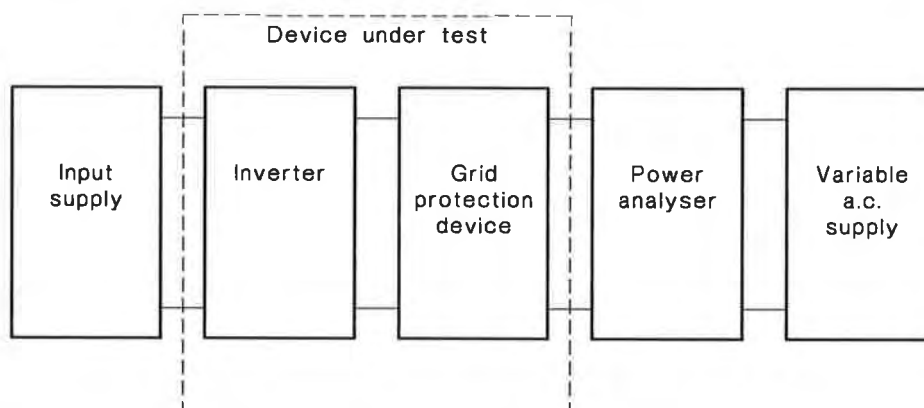 Device under test
Input
supply
Inverter
Grid
protection
device
Power
analyser
Variable
a.c.
supply